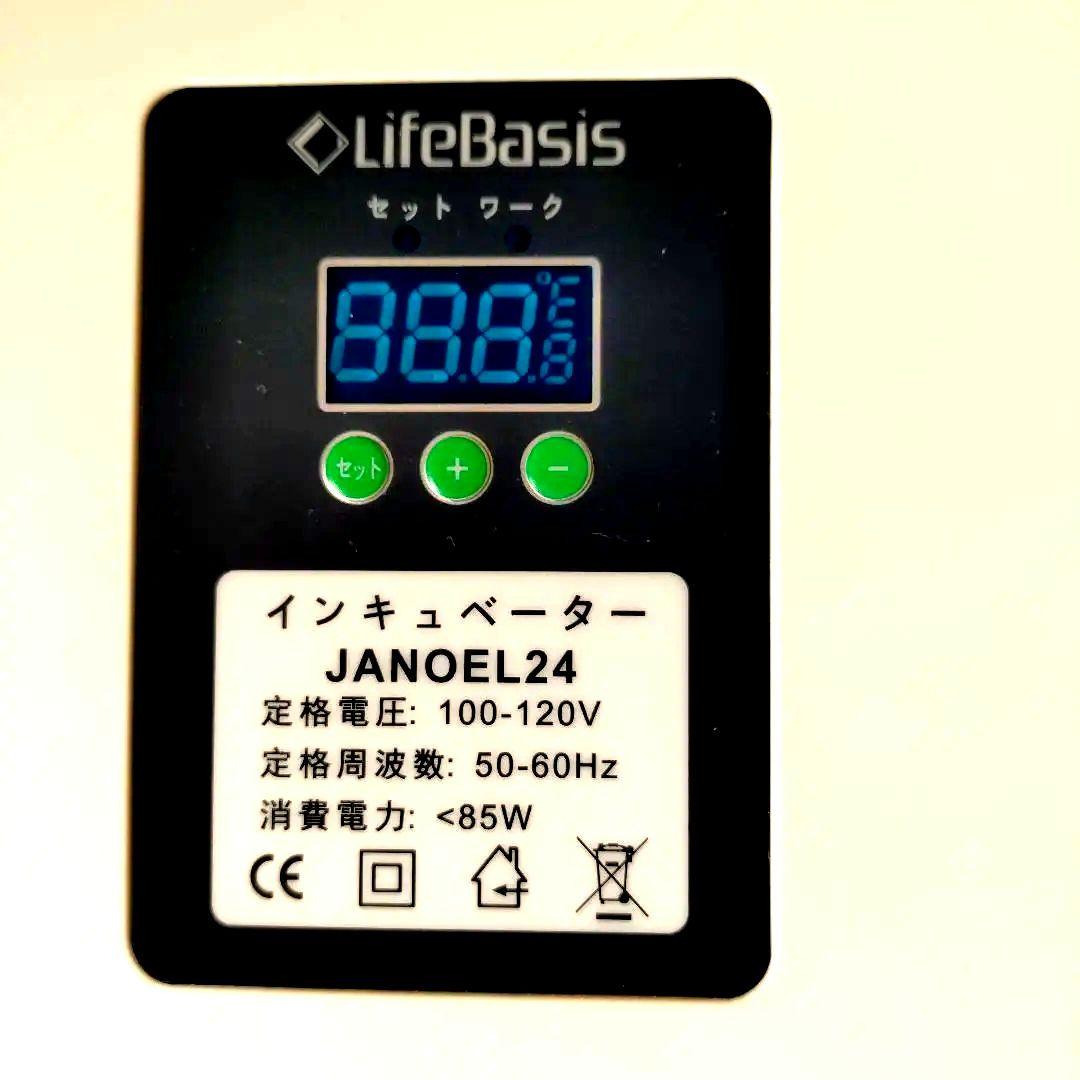 LifeBasis
セット ワーク
888.8°E
セット + −
インキュベーター
JANOEL24
定格電圧: 100-120V
定格周波数: 50-60Hz
消費電力: <85W
CE